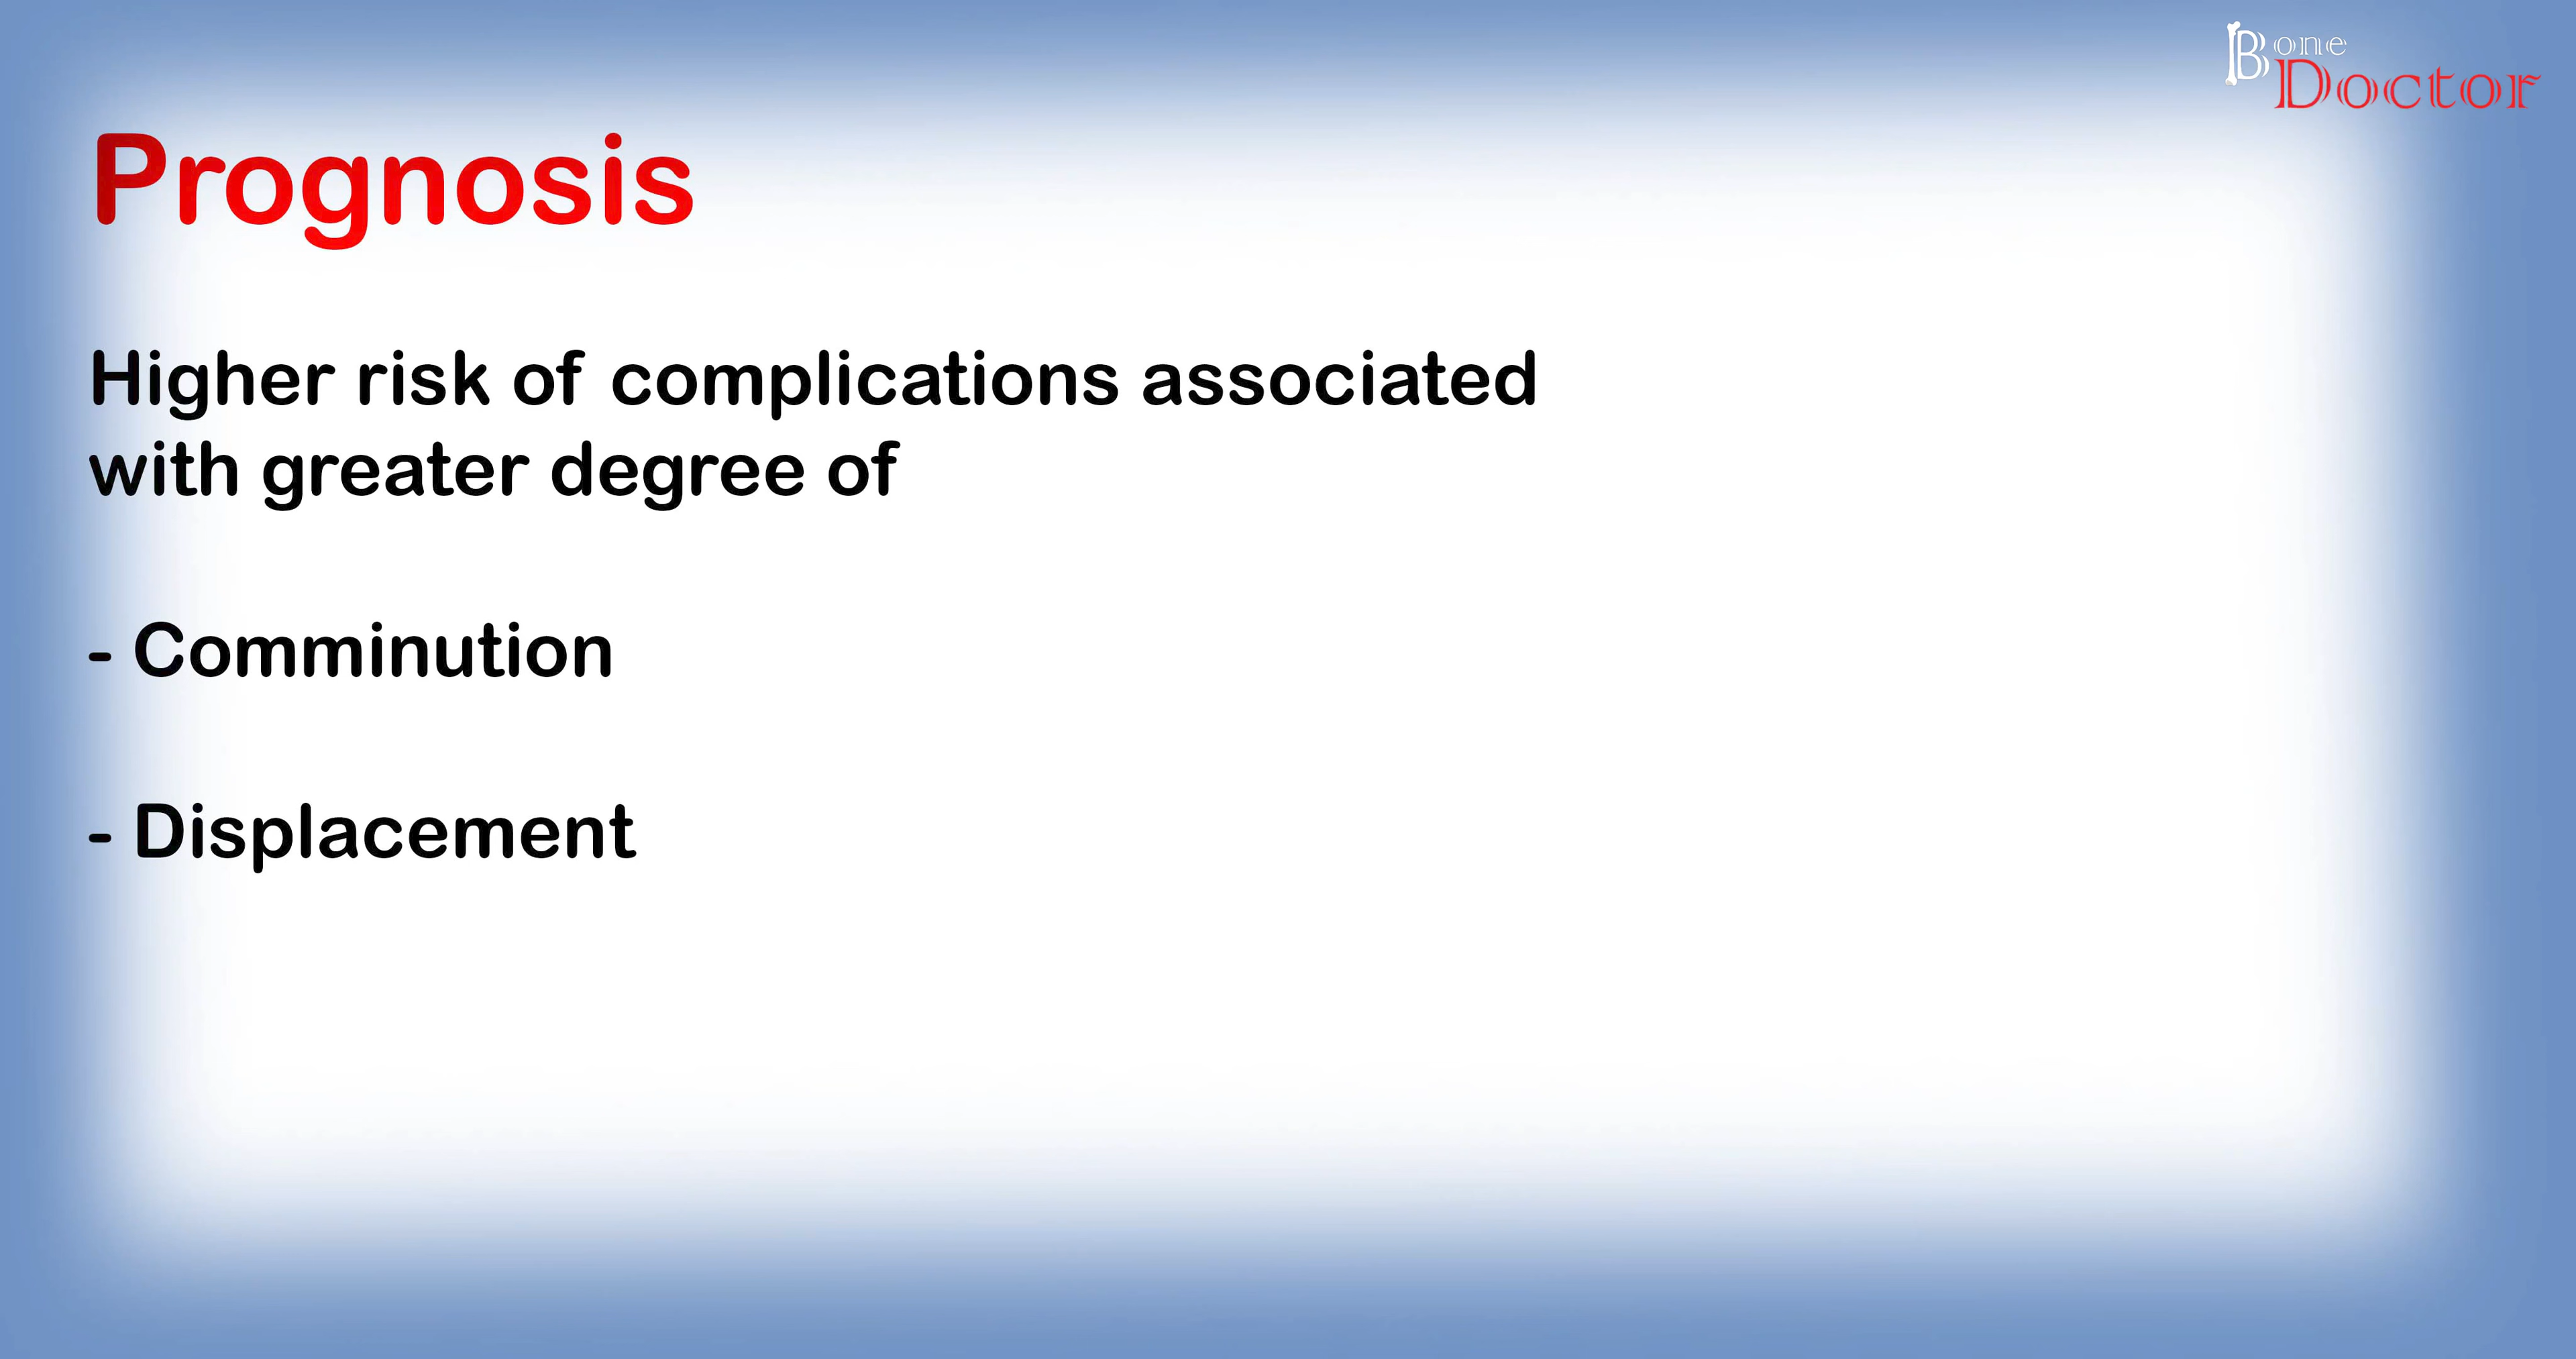 Bone
Doctor
Prognosis
Higher risk of complications associated
with greater degree of
- Comminution
- Displacement